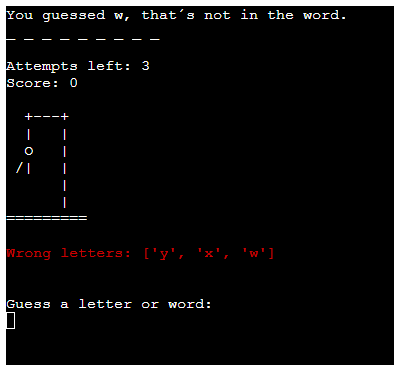 You guessed w, that´s not in the word.
_ _ _ _ _ _ _ _ _
Attempts left: 3
Score: 0
  +---+
  |   |
  O   |
 /|   |
      |
      |
=========
Wrong letters: ['y', 'x', 'w']
Guess a letter or word: